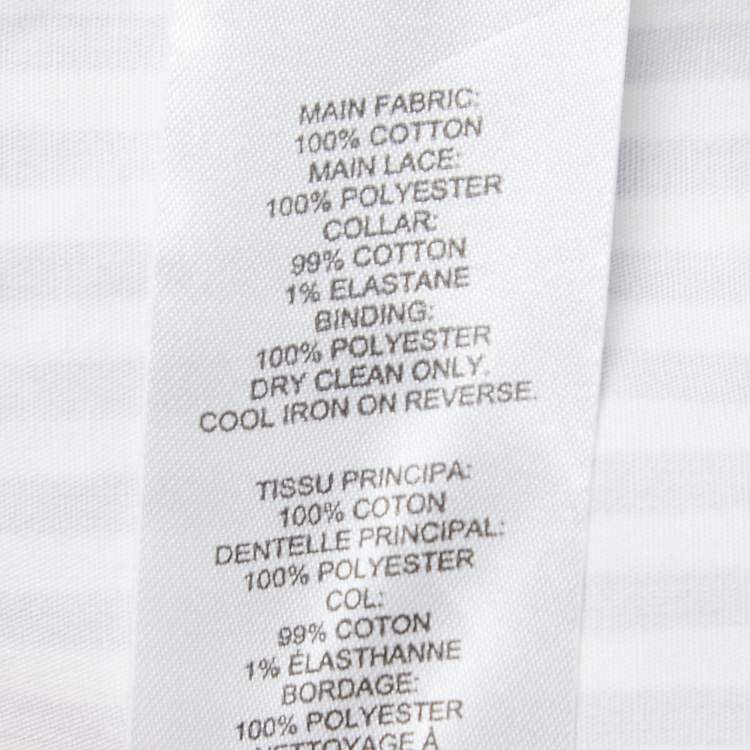 MAIN FABRIC:
100% COTTON
MAIN LACE:
100% POLYESTER
COLLAR:
99% COTTON
1% ELASTANE
BINDING:
100% POLYESTER
DRY CLEAN ONLY.
COOL IRON ON REVERSE.
TISSU PRINCIPA:
100% COTON
DENTELLE PRINCIPAL:
100% POLYESTER
COL:
99% COTON
1% ÉLASTHANNE
BORDAGE:
100% POLYESTER
NETTOYAGE À